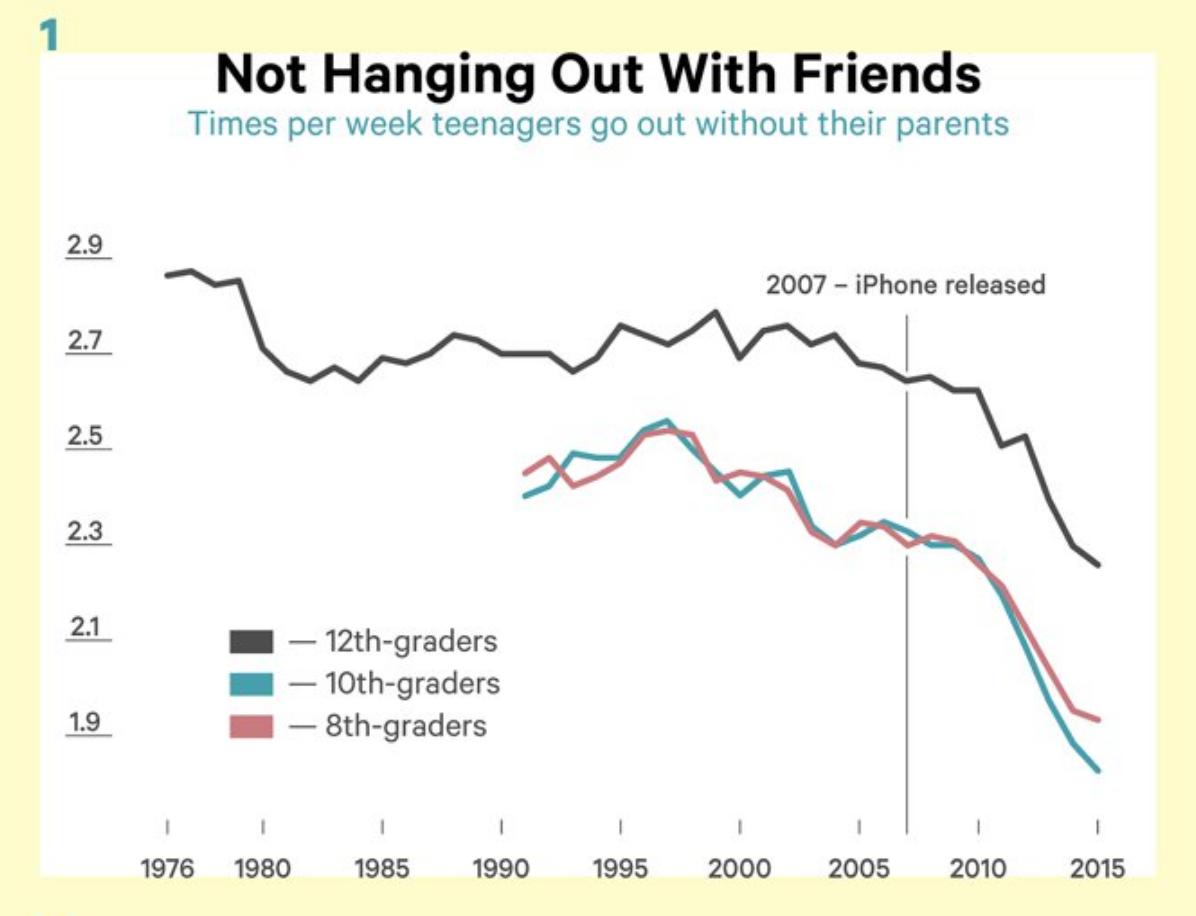 1
Not Hanging Out With Friends
Times per week teenagers go out without their parents
2.9
2007 – iPhone released
2.7
2.5
2.3
2.1
1.9
— 12th-graders
— 10th-graders
— 8th-graders
1976 1980 1985 1990 1995 2000 2005 2010 2015